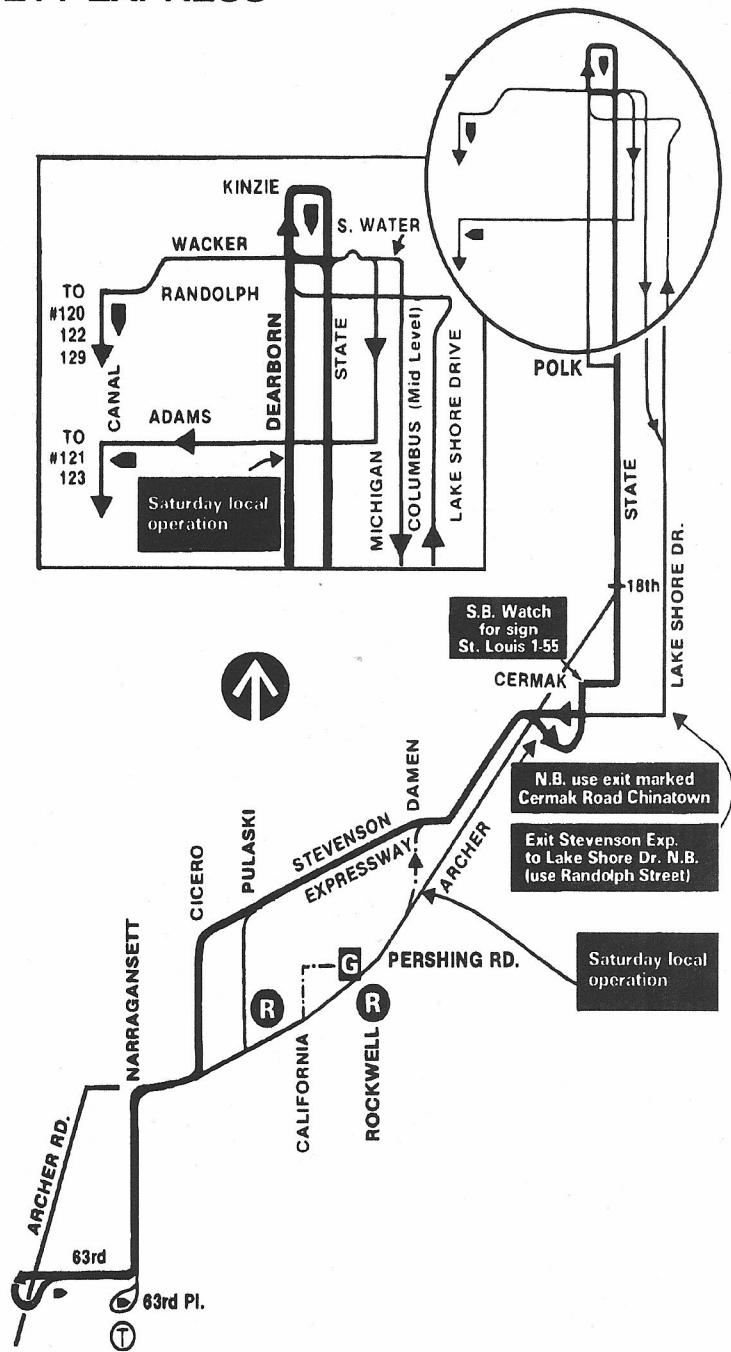 EXPRESS
KINZIE
S. WATER
WACKER
TO
#120
122
129
RANDOLPH
DEARBORN
STATE
CANAL
ADAMS
TO
#121
123
Saturday local
operation
MICHIGAN
COLUMBUS (Mid Level)
LAKE SHORE DRIVE
POLK
STATE
LAKE SHORE DR.
18th
S.B. Watch
for sign
St. Louis 1-55
CERMAK
N.B. use exit marked
Cermak Road Chinatown
Exit Stevenson Exp.
to Lake Shore Dr. N.B.
(use Randolph Street)
DAMEN
STEVENSON
EXPRESSWAY
PULASKI
CICERO
ARCHER
Saturday local
operation
PERSHING RD.
G
R
R
NARRAGANSETT
CALIFORNIA
ROCKWELL
ARCHER RD.
63rd
63rd Pl.
T